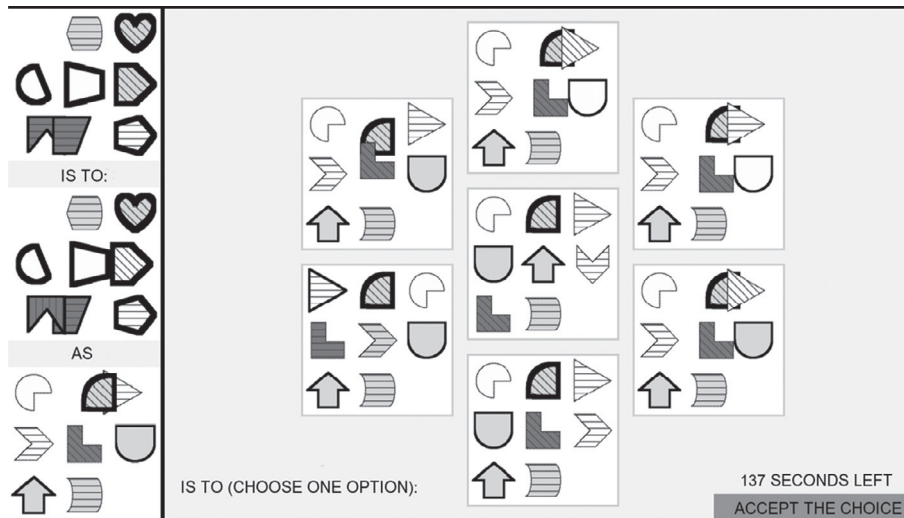 IS TO:
AS
IS TO (CHOOSE ONE OPTION):
137 SECONDS LEFT
ACCEPT THE CHOICE